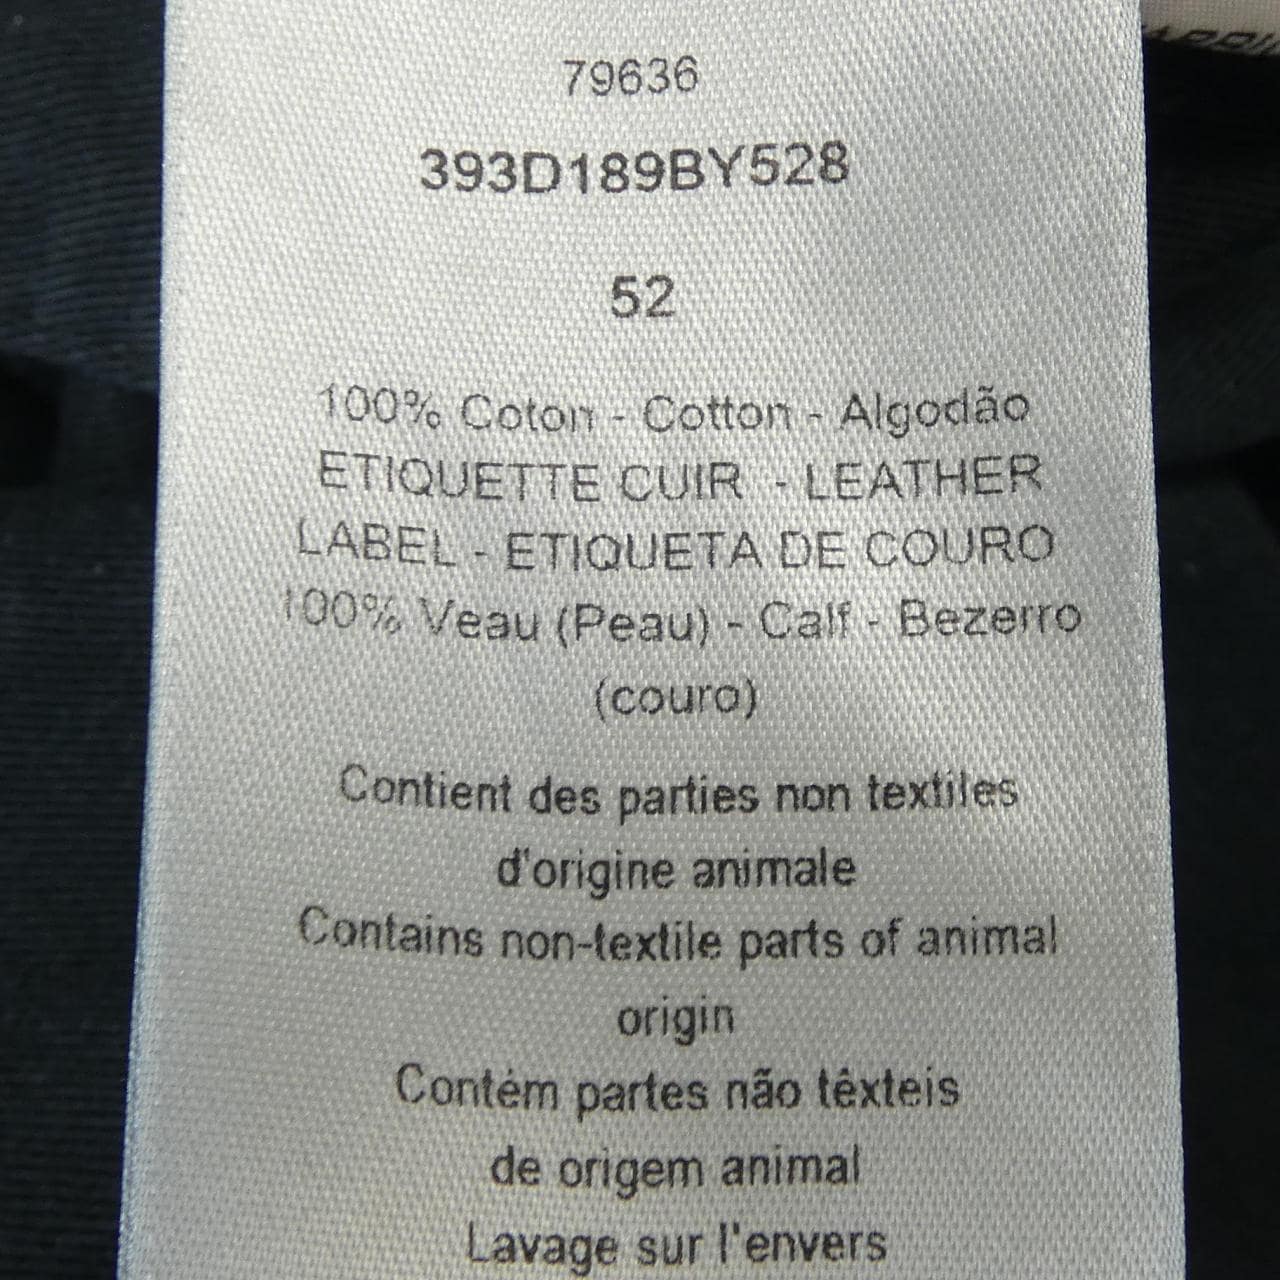 79636
393D189BY528
52
100% Coton - Cotton - Algodão
ETIQUETTE CUIR - LEATHER
LABEL - ETIQUETA DE COURO
100% Veau (Peau) - Calf - Bezerro
(couro)
Contient des parties non textiles
d'origine animale
Contains non-textile parts of animal
origin
Contém partes não têxteis
de origem animal
Lavage sur l'envers